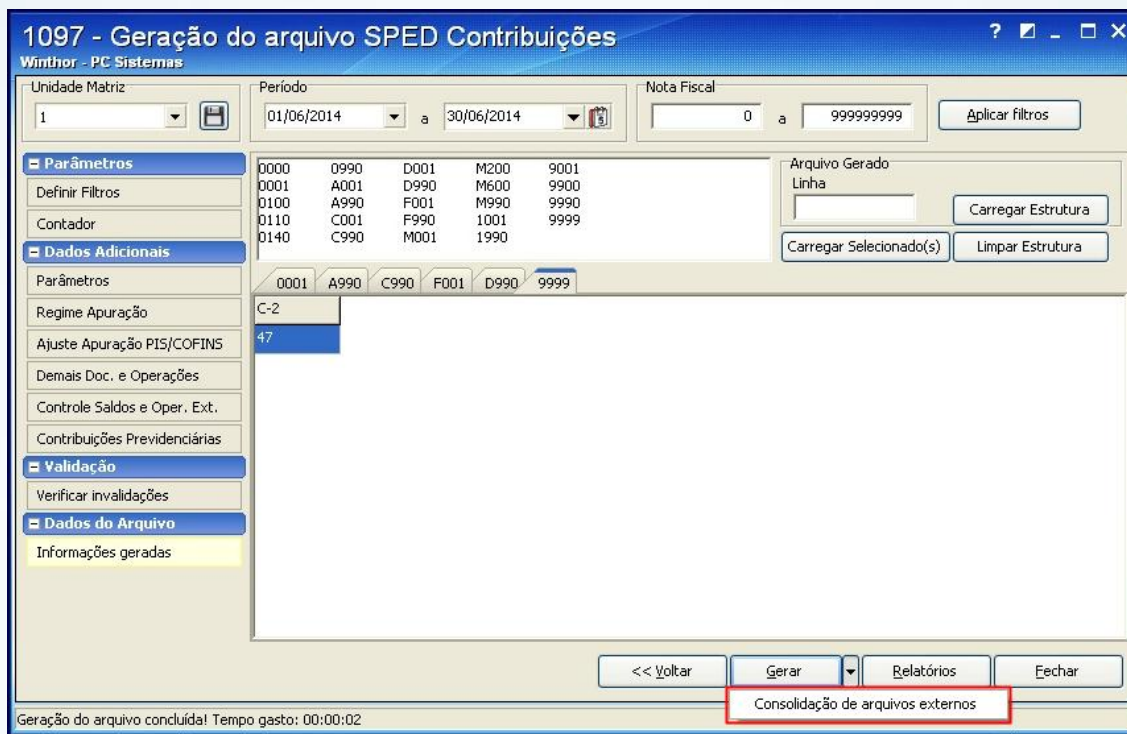 1097 - Geração do arquivo SPED Contribuições
Winthor - PC Sistemas
Unidade Matriz
1
Período
01/06/2014 a 30/06/2014
Nota Fiscal
0 a 999999999
Aplicar filtros
Parâmetros
Definir Filtros
Contador
Dados Adicionais
Parâmetros
Regime Apuração
Ajuste Apuração PIS/COFINS
Demais Doc. e Operações
Controle Saldos e Oper. Ext.
Contribuições Previdenciárias
Validação
Verificar invalidações
Dados do Arquivo
Informações geradas
0000 0990 D001 M200 9001
0001 A001 D990 M600 9900
0100 A990 F001 M990 9990
0110 C001 F990 1001 9999
0140 C990 M001 1990
Arquivo Gerado
Linha
Carregar Estrutura
Carregar Selecionado(s) Limpar Estrutura
0001 A990 C990 F001 D990 9999
C-2
47
<< Voltar Gerar Relatórios Fechar
Consolidação de arquivos externos
Geração do arquivo concluída! Tempo gasto: 00:00:02